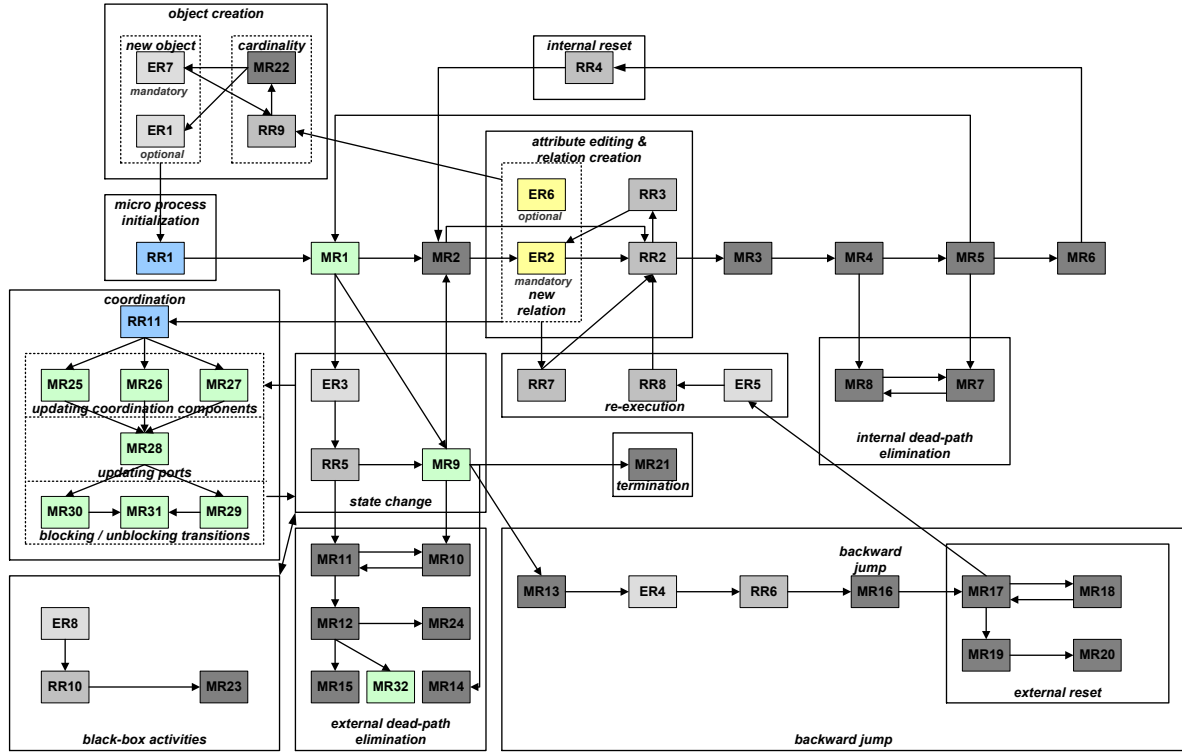 object creation
new object
cardinality
ER7
MR22
mandatory
ER1
RR9
optional
internal reset
RR4
attribute editing &
relation creation
ER6
RR3
optional
micro process
initialization
RR1
MR1
MR2
ER2
RR2
MR3
MR4
MR5
MR6
mandatory
new
relation
coordination
RR11
MR25
MR26
MR27
updating coordination components
MR28
updating ports
MR30
MR31
MR29
blocking / unblocking transitions
ER3
RR5
MR9
state change
RR7
RR8
ER5
re-execution
MR8
MR7
internal dead-path
elimination
MR21
termination
ER8
RR10
MR23
black-box activities
MR11
MR10
MR12
MR24
MR15
MR32
MR14
external dead-path
elimination
backward
jump
MR13
ER4
RR6
MR16
MR17
MR18
MR19
MR20
external reset
backward jump